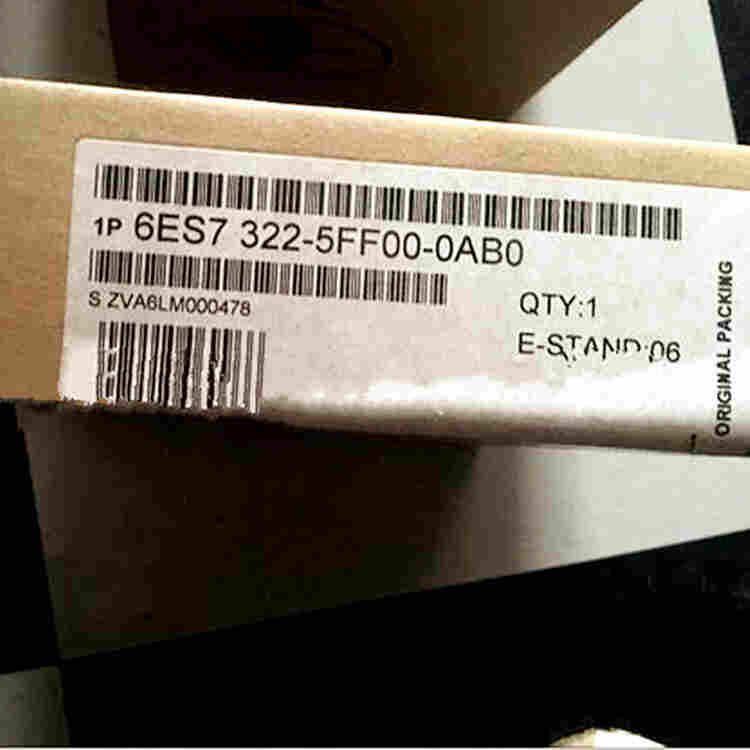 1P 6ES7 322-5FF00-0AB0
S ZVA6LM000478
QTY:1
E-STAND:06
ORIGINAL PACKING